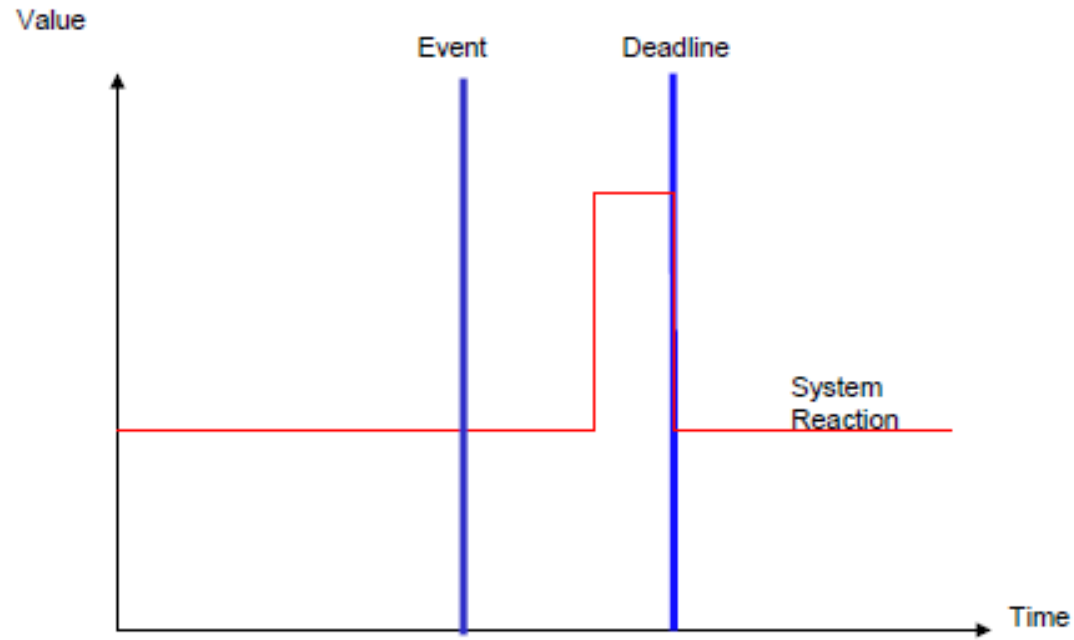 Value
Event
Deadline
System
Reaction
Time